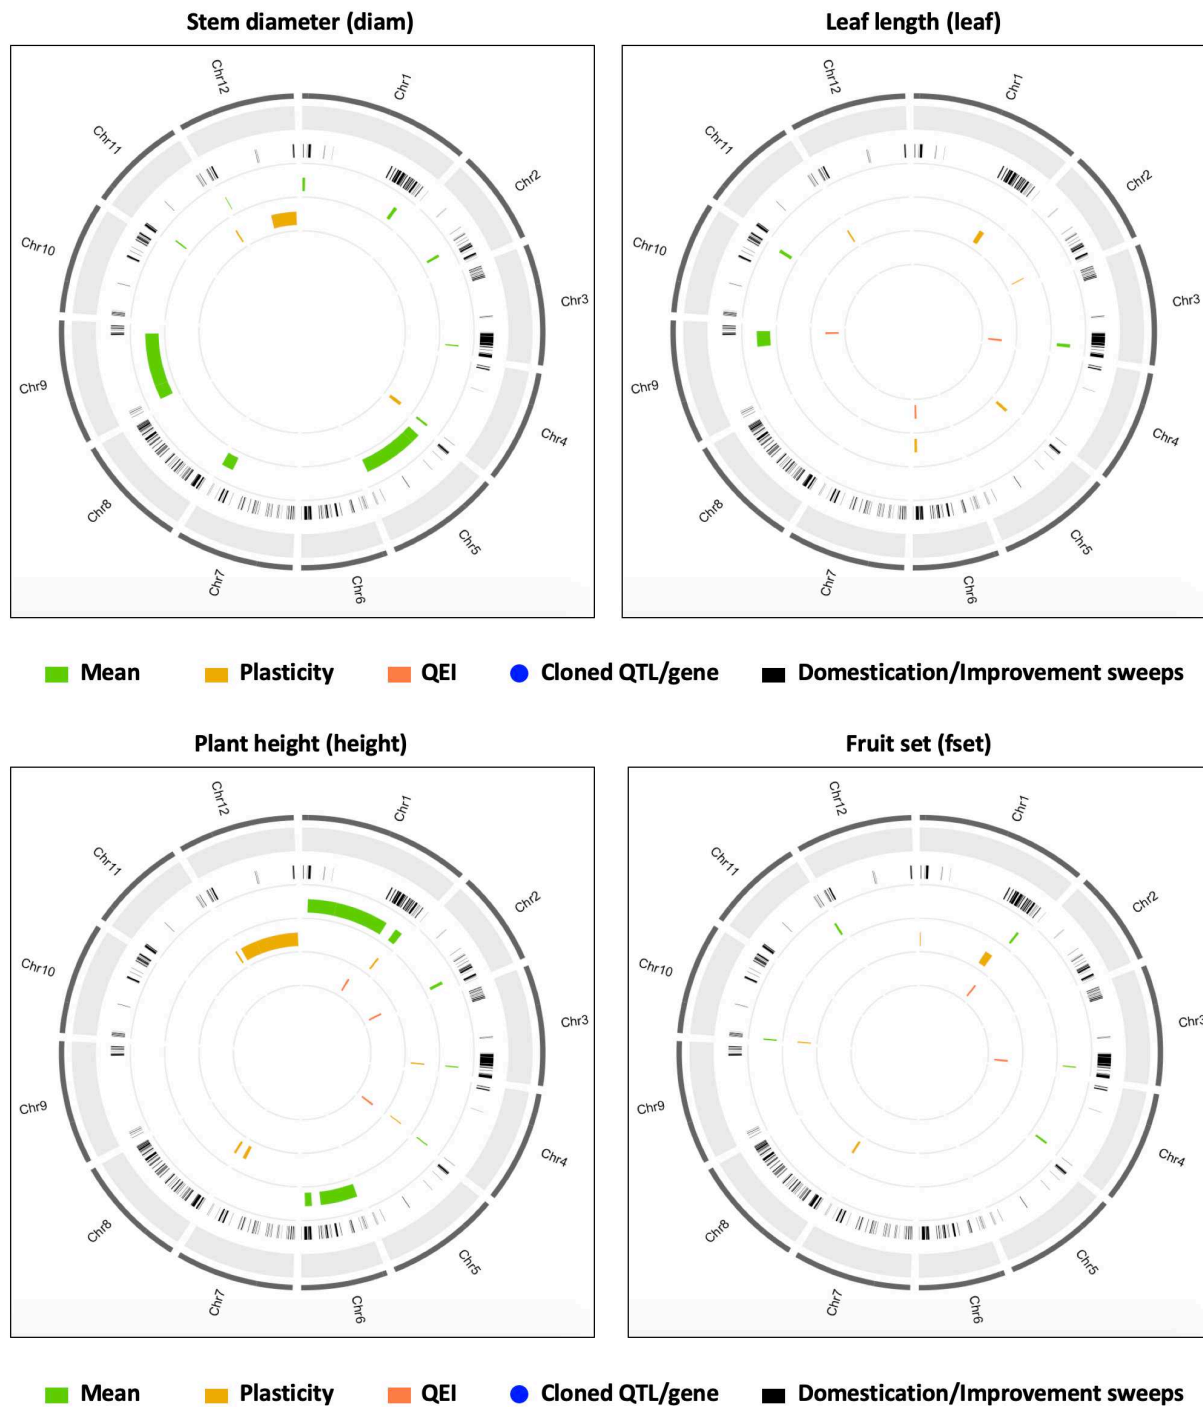 Stem diameter (diam)
Leaf length (leaf)
Chr1
Chr2
Chr3
Chr4
Chr5
Chr6
Chr7
Chr8
Chr9
Chr10
Chr11
Chr12
Chr1
Chr2
Chr3
Chr4
Chr5
Chr6
Chr7
Chr8
Chr9
Chr10
Chr11
Chr12
Mean Plasticity QEI Cloned QTL/gene Domestication/Improvement sweeps
Plant height (height)
Fruit set (fset)
Chr1
Chr2
Chr3
Chr4
Chr5
Chr6
Chr7
Chr8
Chr9
Chr10
Chr11
Chr12
Chr1
Chr2
Chr3
Chr4
Chr5
Chr6
Chr7
Chr8
Chr9
Chr10
Chr11
Chr12
Mean Plasticity QEI Cloned QTL/gene Domestication/Improvement sweeps